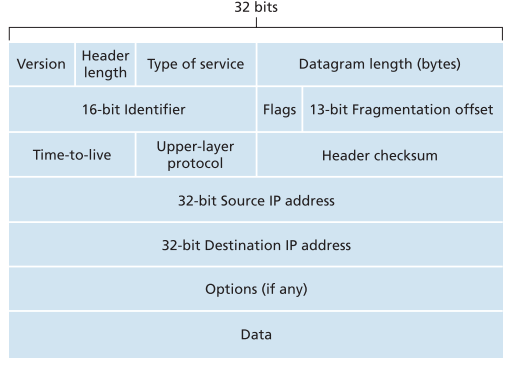 32 bits
Version
Header
length
Type of service
Datagram length (bytes)
16-bit Identifier
Flags
13-bit Fragmentation offset
Time-to-live
Upper-layer
protocol
Header checksum
32-bit Source IP address
32-bit Destination IP address
Options (if any)
Data